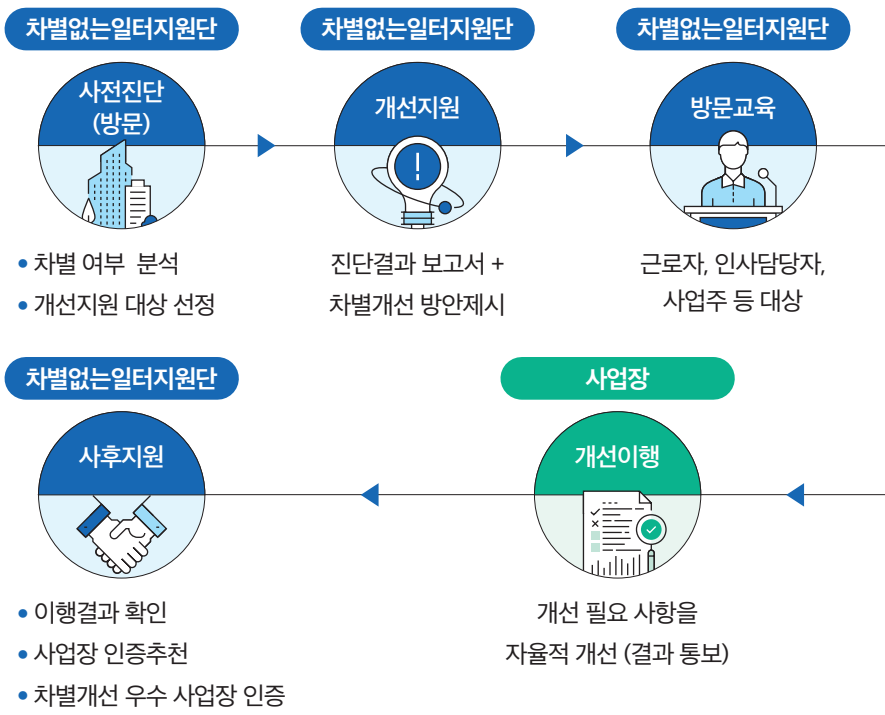 차별없는일터지원단
사전진단
(방문)
• 차별 여부 분석
• 개선지원 대상 선정
차별없는일터지원단
개선지원
진단결과 보고서 +
차별개선 방안제시
차별없는일터지원단
방문교육
근로자, 인사담당자,
사업주 등 대상
사업장
개선이행
개선 필요 사항을
자율적 개선 (결과 통보)
차별없는일터지원단
사후지원
• 이행결과 확인
• 사업장 인증추천
• 차별개선 우수 사업장 인증